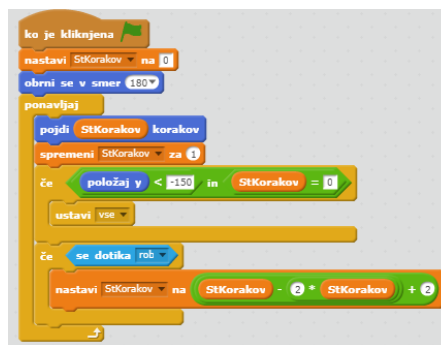 ko je kliknjena
nastavi StKorakov na 0
obrni se v smer 180
ponavljaj
pojdi StKorakov korakov
spremeni StKorakov za 1
če položaj y < -150 in StKorakov = 0
ustavi vse
če se dotika rob
nastavi StKorakov na StKorakov - 2 * StKorakov + 2